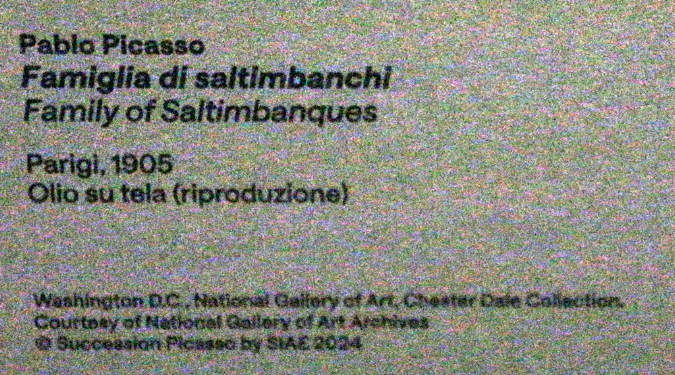 Pablo Picasso
Famiglia di saltimbanchi
Family of Saltimbanques
Parigi, 1905
Olio su tela (riproduzione)
Washington D.C., National Gallery of Art, Chester Dale Collection,
Courtesy of National Gallery of Art Archives
© Succession Picasso by SIAE 2024